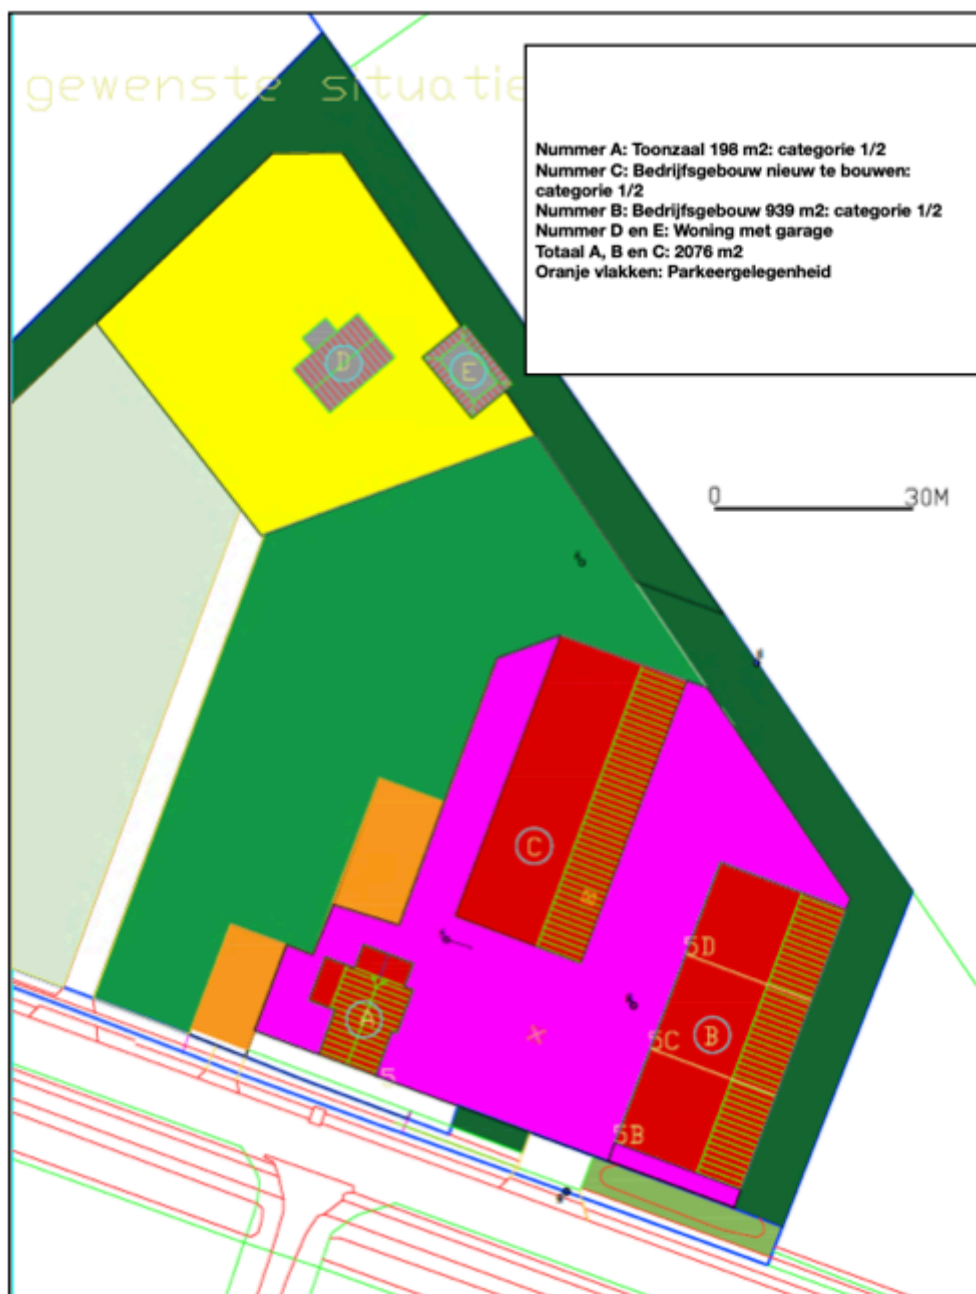 gewenste situatie
Nummer A: Toonzaal 198 m2: categorie 1/2
Nummer C: Bedrijfsgebouw nieuw te bouwen:
categorie 1/2
Nummer B: Bedrijfsgebouw 939 m2: categorie 1/2
Nummer D en E: Woning met garage
Totaal A, B en C: 2076 m2
Oranje vlakken: Parkeergelegenheid
D
E
0 30M
C
5D
A
5C
B
5
5B